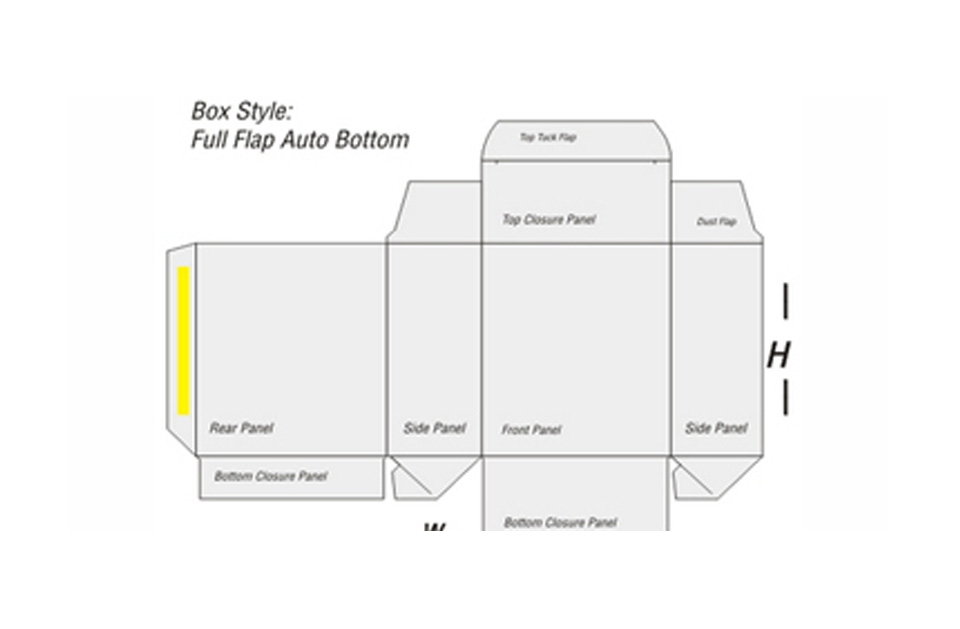 Box Style:
Full Flap Auto Bottom
Top Tuck Flap
Top Closure Panel
Dust Flap
H
Rear Panel
Side Panel
Front Panel
Side Panel
Bottom Closure Panel
Bottom Closure Panel
W